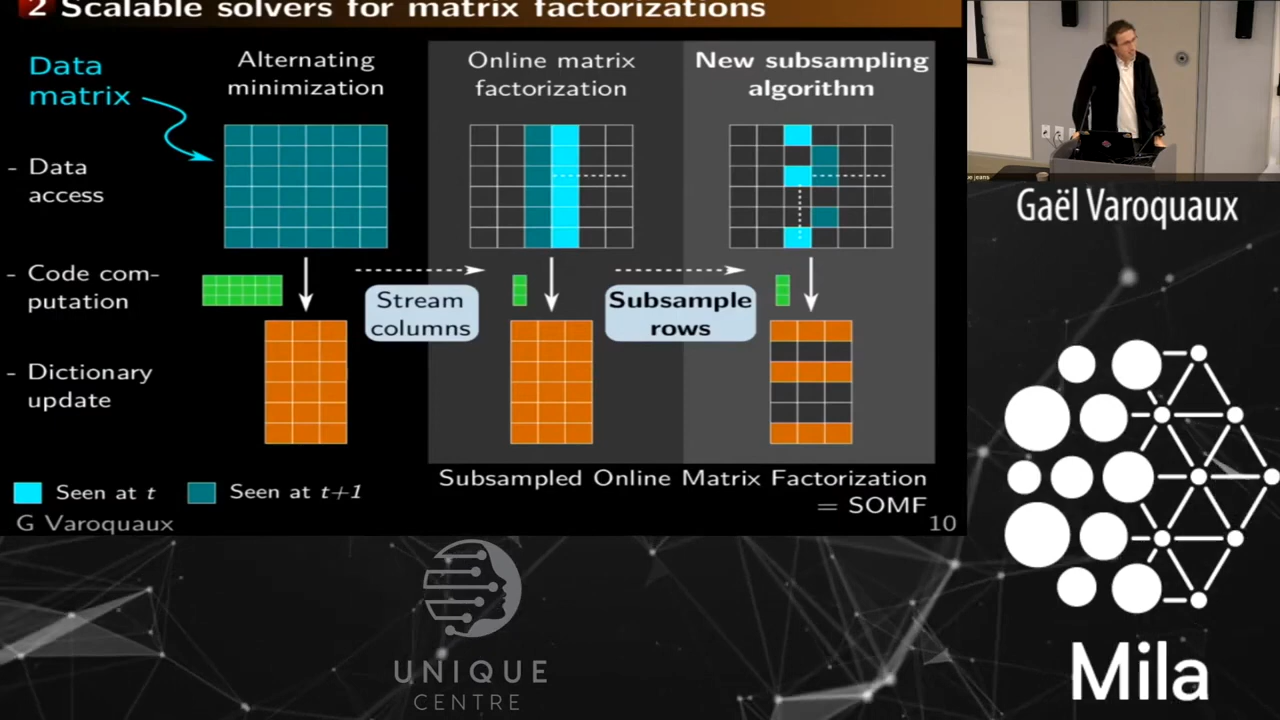 2 Scalable solvers for matrix factorizations
Data
matrix
Alternating
minimization
Online matrix
factorization
New subsampling
algorithm
- Data
access
- Code com-
putation
Stream
columns
Subsample
rows
- Dictionary
update
Seen at t
Seen at t+1
Subsampled Online Matrix Factorization
= SOMF
G Varoquaux
10
Gaël Varoquaux
UNIQUE
CENTRE
Mila